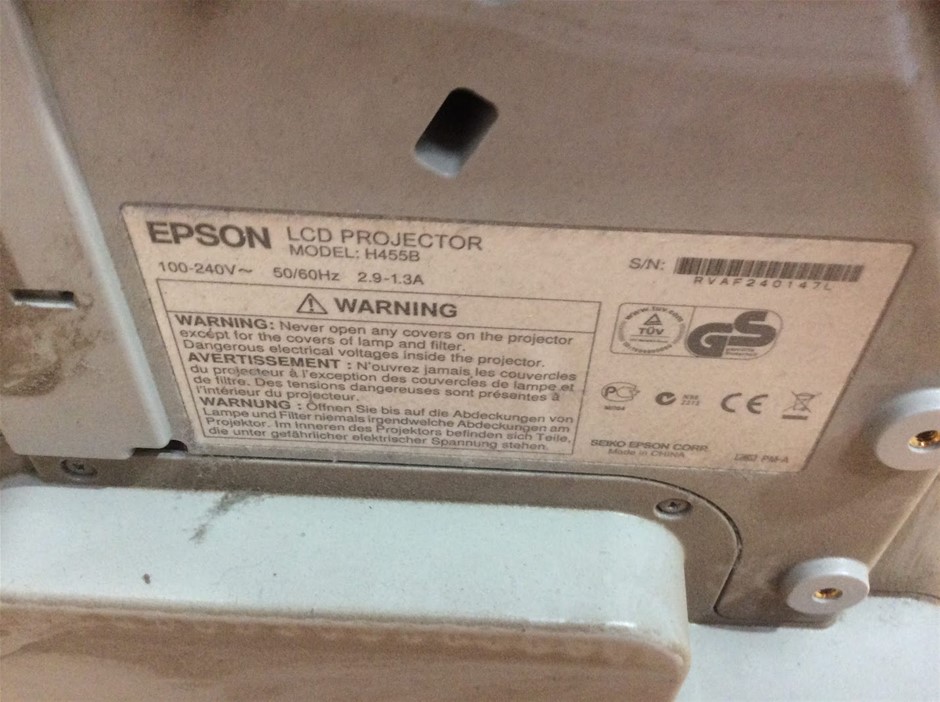 EPSON LCD PROJECTOR
MODEL: H455B
100-240V~ 50/60Hz 2.9-1.3A
S/N:
RVAF240147L
WARNING
WARNING: Never open any covers on the projector
except for the covers of lamp and filter.
Dangerous electrical voltages inside the projector.
AVERTISSEMENT : N'ouvrez jamais les couvercles
du projecteur à l'exception des couvercles de lampe et
de filtre. Des tensions dangereuses sont présentes à
l'intérieur du projecteur.
WARNUNG : Öffnen Sie bis auf die Abdeckungen von
Lampe und Filter niemals irgendwelche Abdeckungen am
Projektor. Im Inneren des Projektors befinden sich Teile,
die unter gefährlicher elektrischer Spannung stehen.
www.tuv.com
TÜV
GS
CE
SEIKO EPSON CORP.
Made in CHINA
PM-A